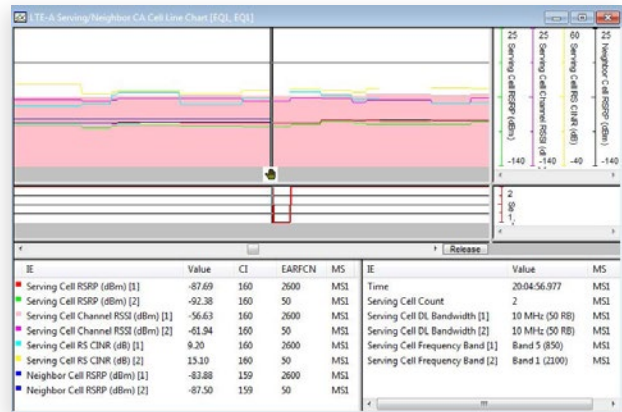 LTE-A Serving/Neighbor CA Cell Line Chart [EQ1, EQ1]
25 25 60 25
Serving Cell RSRP (dBm)
Serving Cell Channel RSSI (d
Serving Cell RS CINR (dB)
Neighbor Cell RSRP (dBm)
-140 -140 -40 -140
2
Se
1
Release
IE Value CI EARFCN MS
Serving Cell RSRP (dBm) [1] -87.69 160 2600 MS1
Serving Cell RSRP (dBm) [2] -92.38 160 50 MS1
Serving Cell Channel RSSI (dBm) [1] -56.63 160 2600 MS1
Serving Cell Channel RSSI (dBm) [2] -61.94 160 50 MS1
Serving Cell RS CINR (dB) [1] 9.20 160 2600 MS1
Serving Cell RS CINR (dB) [2] 15.10 160 50 MS1
Neighbor Cell RSRP (dBm) [1] -83.88 159 2600 MS1
Neighbor Cell RSRP (dBm) [2] -87.50 159 50 MS1
IE Value MS
Time 20:04:56.977 MS1
Serving Cell Count 2 MS1
Serving Cell DL Bandwidth [1] 10 MHz (50 RB) MS1
Serving Cell DL Bandwidth [2] 10 MHz (50 RB) MS1
Serving Cell Frequency Band [1] Band 5 (850) MS1
Serving Cell Frequency Band [2] Band 1 (2100) MS1